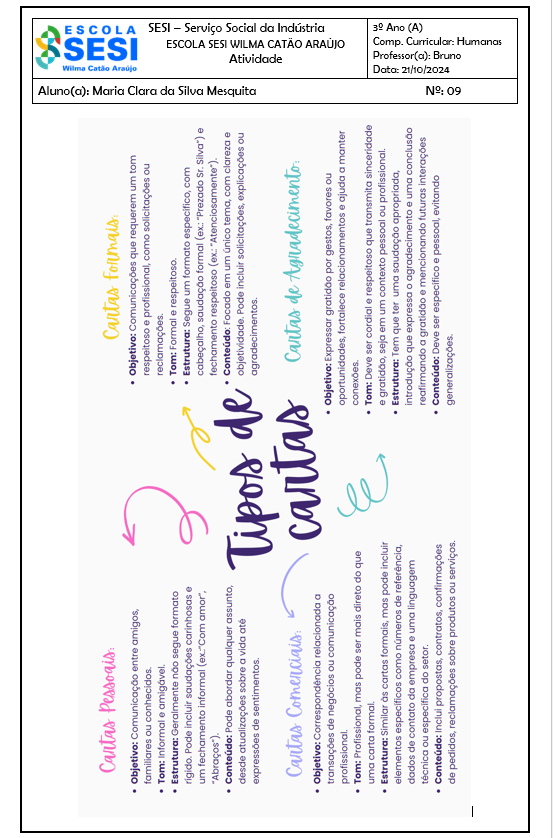 ESCOLA
SESI
Wilma Catão Araújo
SESI – Serviço Social da Indústria
ESCOLA SESI WILMA CATÃO ARAÚJO
Atividade
3º Ano (A)
Comp. Curricular: Humanas
Professor(a): Bruno
Data: 21/10/2024
Aluno(a): Maria Clara da Silva Mesquita
Nº: 09
Tipos de
cartas
Cartas Pessoais:
• Objetivo: Comunicação entre amigos,
familiares ou conhecidos.
• Tom: Informal e amigável.
• Estrutura: Geralmente não segue formato
rígido. Pode incluir saudações carinhosas e
um fechamento informal (ex.:"Com amor",
"Abraços").
• Conteúdo: Pode abordar qualquer assunto,
desde atualizações sobre a vida até
expressões de sentimentos.
Cartas Formais:
• Objetivo: Comunicações que requerem um tom
respeitoso e profissional, como solicitações ou
reclamações.
• Tom: Formal e respeitoso.
• Estrutura: Segue um formato específico, com
cabeçalho, saudação formal (ex.: "Prezado Sr. Silva") e
fechamento respeitoso (ex.: "Atenciosamente").
• Conteúdo: Focado em um único tema, com clareza e
objetividade. Pode incluir solicitações, explicações ou
agradecimentos.
Cartas Comerciais:
• Objetivo: Correspondência relacionada a
transações de negócios ou comunicação
profissional.
• Tom: Profissional, mas pode ser mais direto do que
uma carta formal.
• Estrutura: Similar às cartas formais, mas pode incluir
elementos específicos como números de referência,
dados de contato da empresa e uma linguagem
técnica ou específica do setor.
• Conteúdo: Inclui propostas, contratos, confirmações
de pedidos, reclamações sobre produtos ou serviços.
Cartas de Agradecimento:
• Objetivo: Expressar gratidão por gestos, favores ou
oportunidades, fortalece relacionamentos e ajuda a manter
conexões.
• Tom: Deve ser cordial e respeitoso que transmita sinceridade
e gratidão, seja em um contexto pessoal ou profissional.
• Estrutura: Tem que ter uma saudação apropriada,
introdução que expressa o agradecimento e uma conclusão
reafirmando a gratidão e mencionando futuras interações
• Conteúdo: Deve ser específico e pessoal, evitando
generalizações.